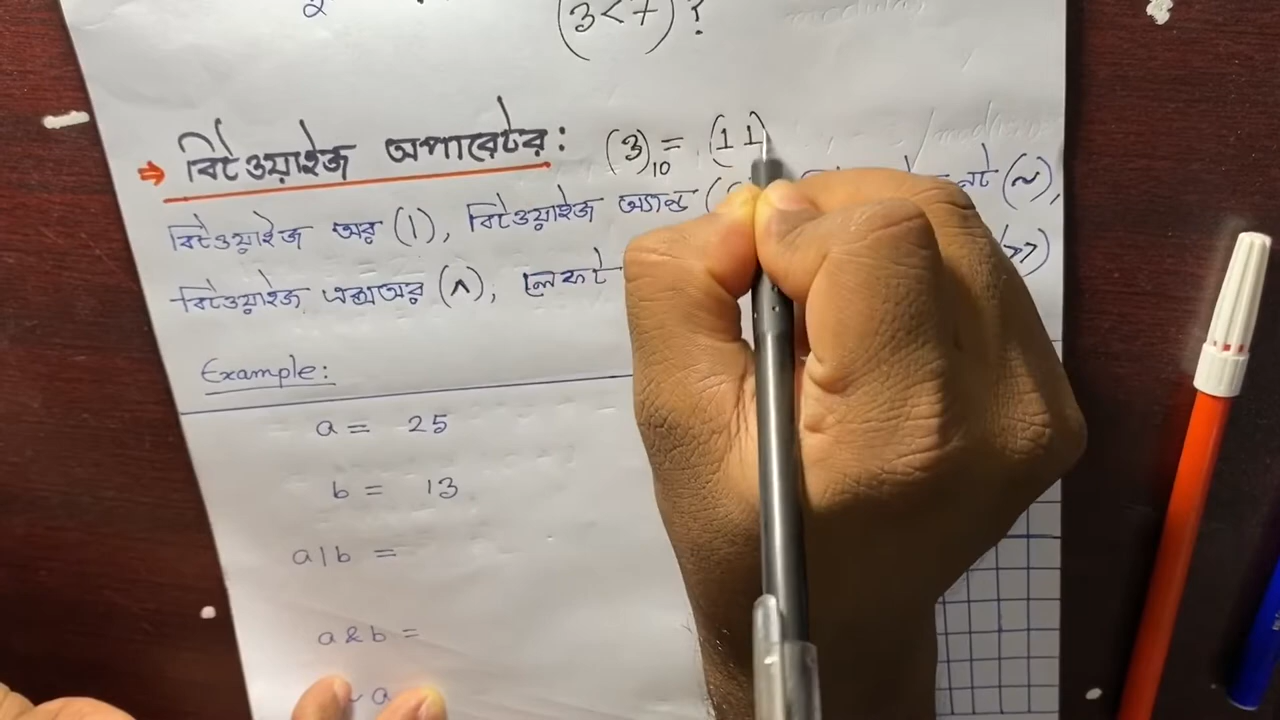 (3<7)?
বিটওয়াইজ অপারেটর: (3)10 = (11)
বিটওয়াইজ অর (|), বিটওয়াইজ অ্যান্ড ( নট (~),
বিটওয়াইজ এক্সঅর (^), লেফট >>)
Example:
a = 25
b = 13
a|b =
a&b =
~ a